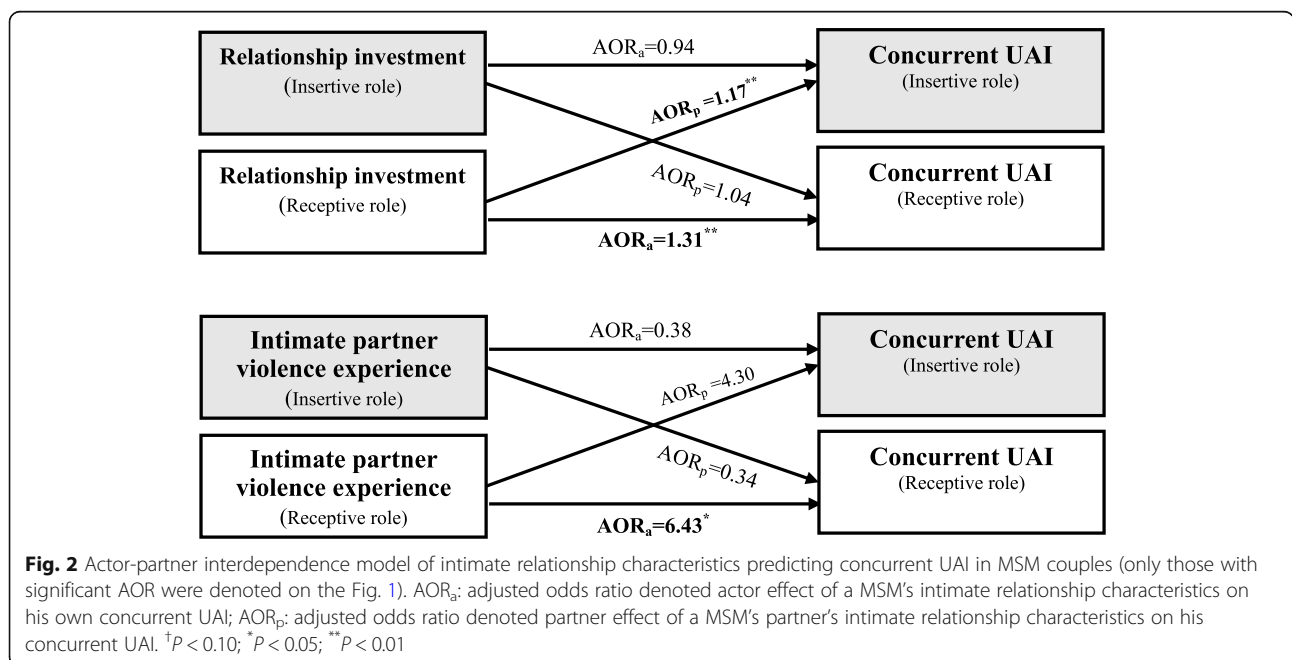 Relationship investment
(Insertive role)
AORa=0.94
Concurrent UAI
(Insertive role)
AORp =1.17**
Relationship investment
(Receptive role)
AORp=1.04
Concurrent UAI
(Receptive role)
AORa=1.31**
Intimate partner
violence experience
(Insertive role)
AORa=0.38
Concurrent UAI
(Insertive role)
AORp =4.30
Intimate partner
violence experience
(Receptive role)
AORp=0.34
Concurrent UAI
(Receptive role)
AORa=6.43*
Fig. 2 Actor-partner interdependence model of intimate relationship characteristics predicting concurrent UAI in MSM couples (only those with
significant AOR were denoted on the Fig. 1). AORa: adjusted odds ratio denoted actor effect of a MSM's intimate relationship characteristics on
his own concurrent UAI; AORp: adjusted odds ratio denoted partner effect of a MSM's partner's intimate relationship characteristics on his
concurrent UAI. †P < 0.10; *P < 0.05; **P < 0.01